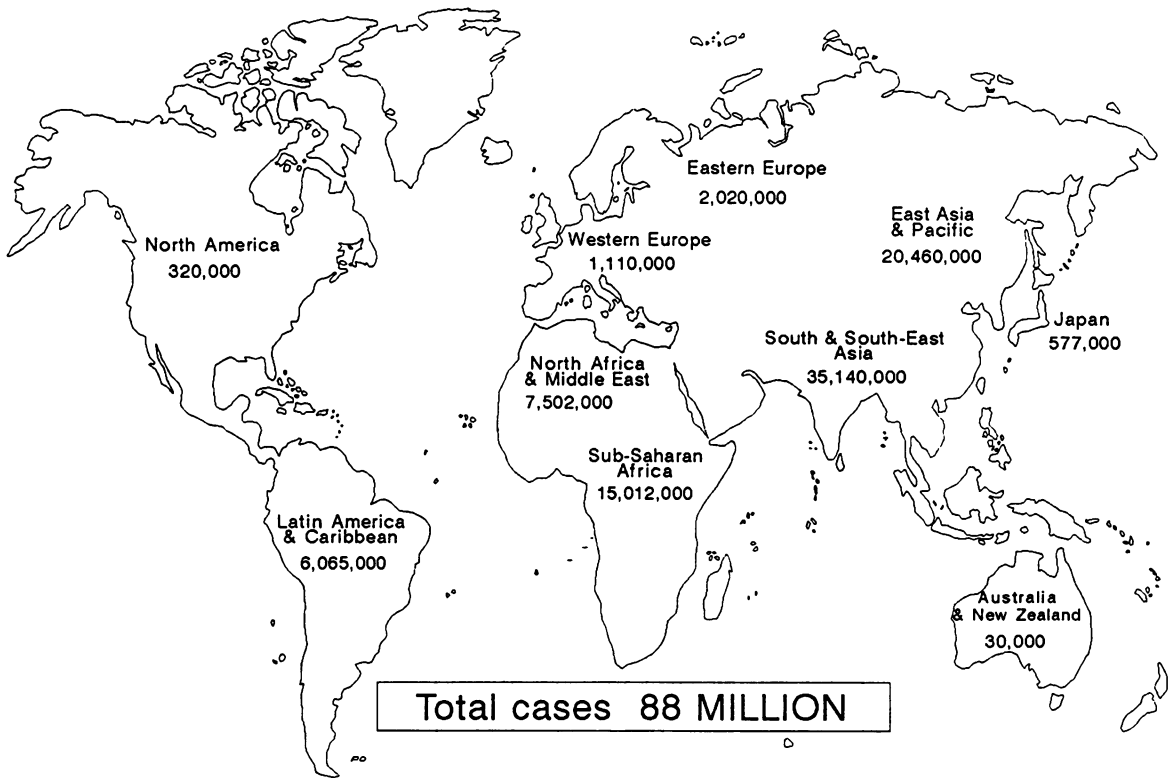 Eastern Europe
2,020,000
East Asia
& Pacific
20,460,000
North America
320,000
Western Europe
1,110,000
Japan
577,000
South & South-East
Asia
35,140,000
North Africa
& Middle East
7,502,000
Sub-Saharan
Africa
15,012,000
Latin America
& Caribbean
6,065,000
Australia
& New Zealand
30,000
Total cases 88 MILLION